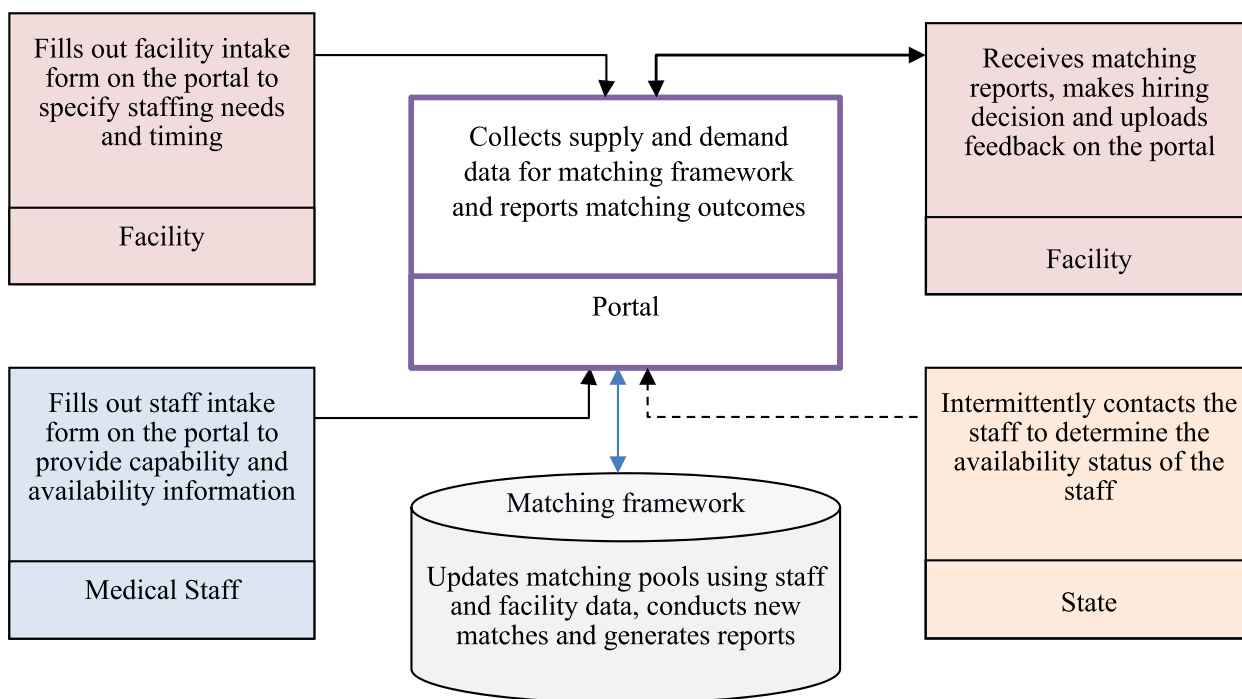 Fills out facility intake
form on the portal to
specify staffing needs
and timing
Facility
Collects supply and demand
data for matching framework
and reports matching outcomes
Portal
Receives matching
reports, makes hiring
decision and uploads
feedback on the portal
Facility
Fills out staff intake
form on the portal to
provide capability and
availability information
Medical Staff
Matching framework
Updates matching pools using staff
and facility data, conducts new
matches and generates reports
Intermittently contacts the
staff to determine the
availability status of the
staff
State